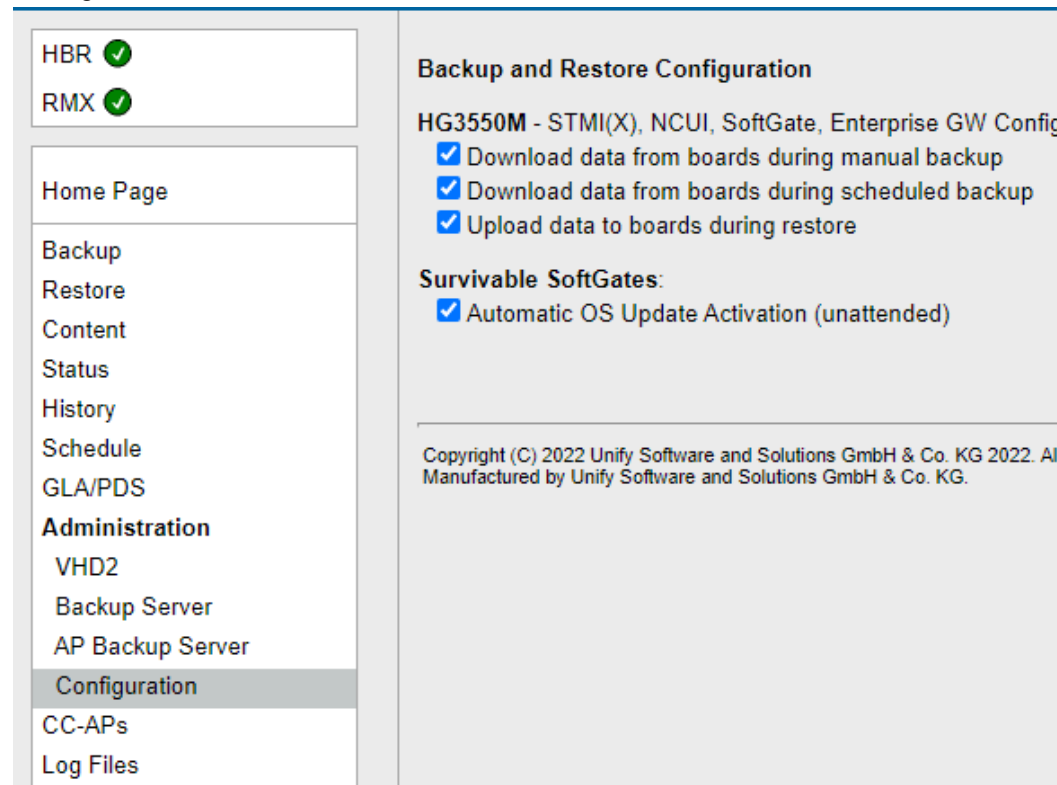 HBR
RMX
Home Page
Backup
Restore
Content
Status
History
Schedule
GLA/PDS
Administration
VHD2
Backup Server
AP Backup Server
Configuration
CC-APs
Log Files
Backup and Restore Configuration
HG3550M - STMI(X), NCUI, SoftGate, Enterprise GW Config
Download data from boards during manual backup
Download data from boards during scheduled backup
Upload data to boards during restore
Survivable SoftGates:
Automatic OS Update Activation (unattended)
Copyright (C) 2022 Unify Software and Solutions GmbH & Co. KG 2022. Al
Manufactured by Unify Software and Solutions GmbH & Co. KG.